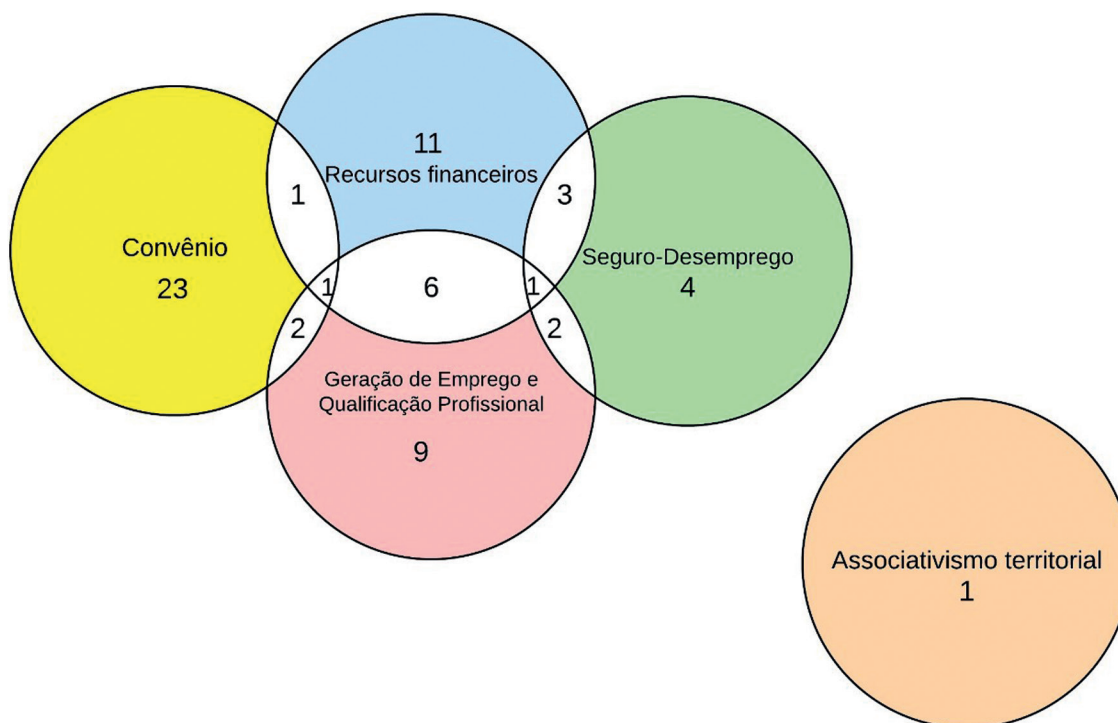 11
Recursos financeiros
1
3
Convênio
23
Seguro-Desemprego
4
1
6
1
2
2
Geração de Emprego e
Qualificação Profissional
9
Associativismo territorial
1